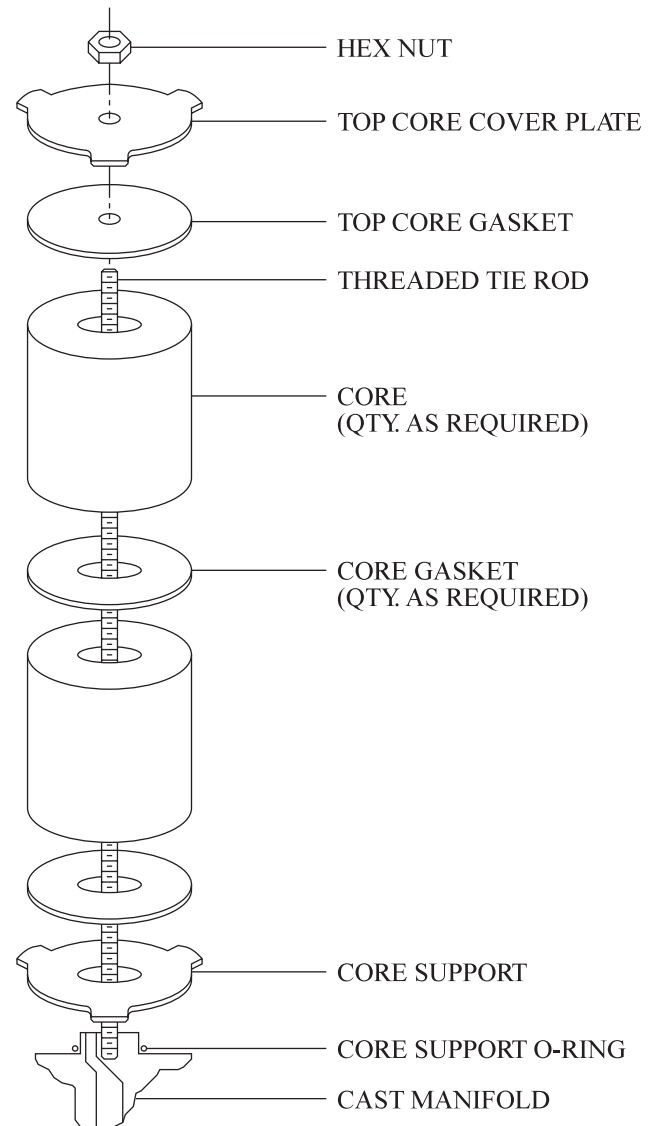 HEX NUT
TOP CORE COVER PLATE
TOP CORE GASKET
THREADED TIE ROD
CORE
(QTY. AS REQUIRED)
CORE GASKET
(QTY. AS REQUIRED)
CORE SUPPORT
CORE SUPPORT O-RING
CAST MANIFOLD